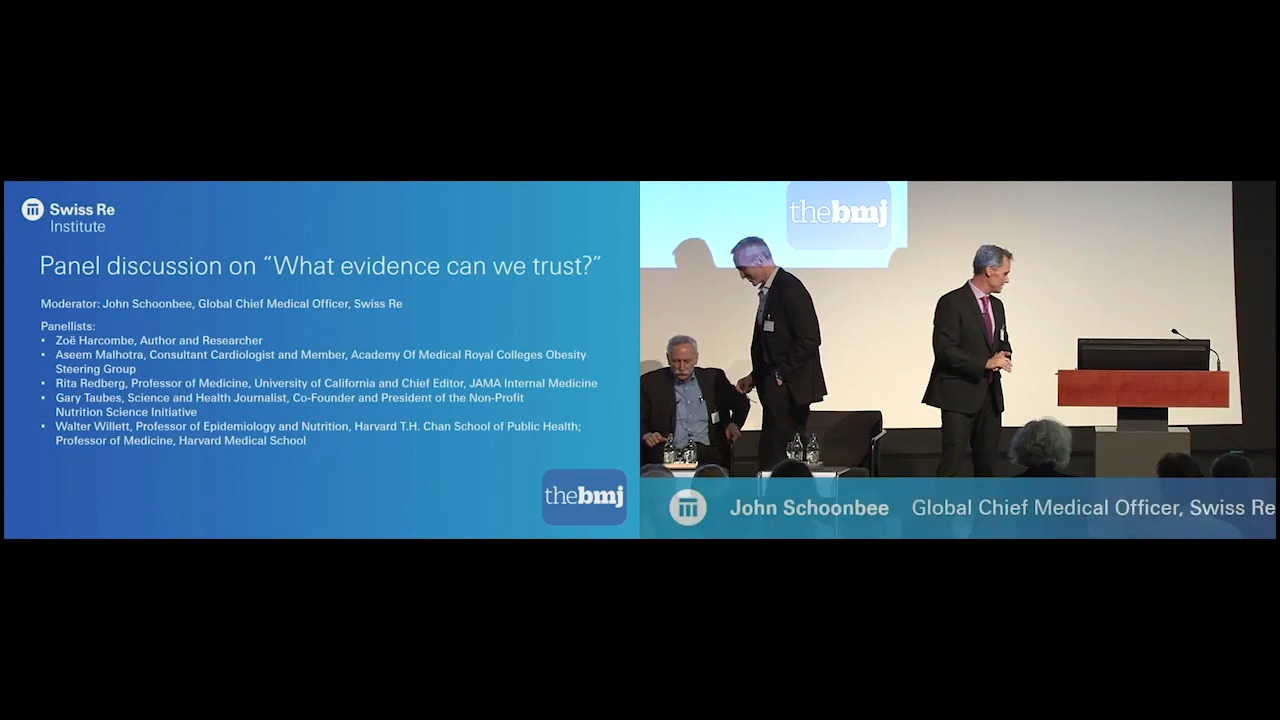 Swiss Re
Institute
Panel discussion on “What evidence can we trust?”
Moderator: John Schoonbee, Global Chief Medical Officer, Swiss Re
Panellists:
• Zoë Harcombe, Author and Researcher
• Aseem Malhotra, Consultant Cardiologist and Member, Academy Of Medical Royal Colleges Obesity
Steering Group
• Rita Redberg, Professor of Medicine, University of California and Chief Editor, JAMA Internal Medicine
• Gary Taubes, Science and Health Journalist, Co-Founder and President of the Non-Profit
Nutrition Science Initiative
• Walter Willett, Professor of Epidemiology and Nutrition, Harvard T.H. Chan School of Public Health;
Professor of Medicine, Harvard Medical School
thebmj
thebmj
John Schoonbee Global Chief Medical Officer, Swiss Re